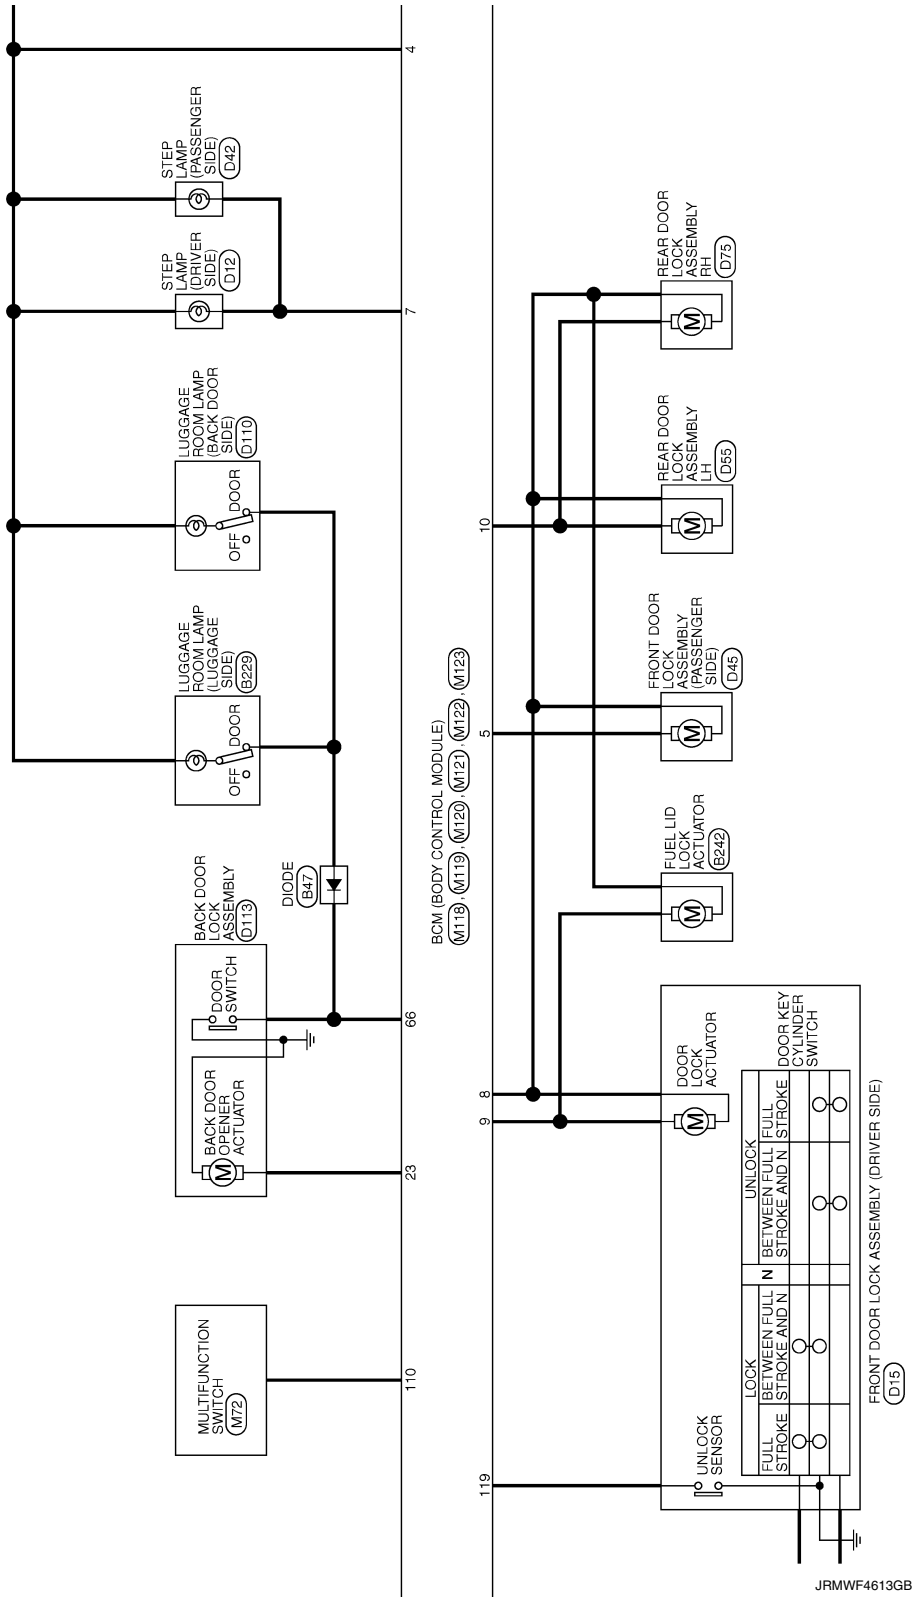 MULTIFUNCTION
SWITCH
M72
110
BACK DOOR
LOCK
ASSEMBLY
D113
BACK DOOR
OPENER
ACTUATOR
M
DOOR
SWITCH
23
66
DIODE
B47
LUGGAGE
ROOM LAMP
(LUGGAGE
SIDE)
B229
OFF
DOOR
LUGGAGE
ROOM LAMP
(BACK DOOR
SIDE)
D110
OFF
DOOR
STEP
LAMP
(DRIVER
SIDE)
D12
7
STEP
LAMP
(PASSENGER
SIDE)
D42
4
BCM (BODY CONTROL MODULE)
M118 , M119 , M120 , M121 , M122 , M123
119
9
8
5
10
UNLOCK
SENSOR
LOCK
N
UNLOCK
FULL
STROKE
BETWEEN FULL
STROKE AND N
BETWEEN FULL
STROKE AND N
FULL
STROKE
DOOR KEY
CYLINDER
SWITCH
DOOR
LOCK
ACTUATOR
M
FRONT DOOR LOCK ASSEMBLY (DRIVER SIDE)
D15
FUEL LID
LOCK
ACTUATOR
B242
M
FRONT DOOR
LOCK
ASSEMBLY
(PASSENGER
SIDE)
D45
M
REAR DOOR
LOCK
ASSEMBLY
LH
D55
M
REAR DOOR
LOCK
ASSEMBLY
RH
D75
M
JRMWF4613GB